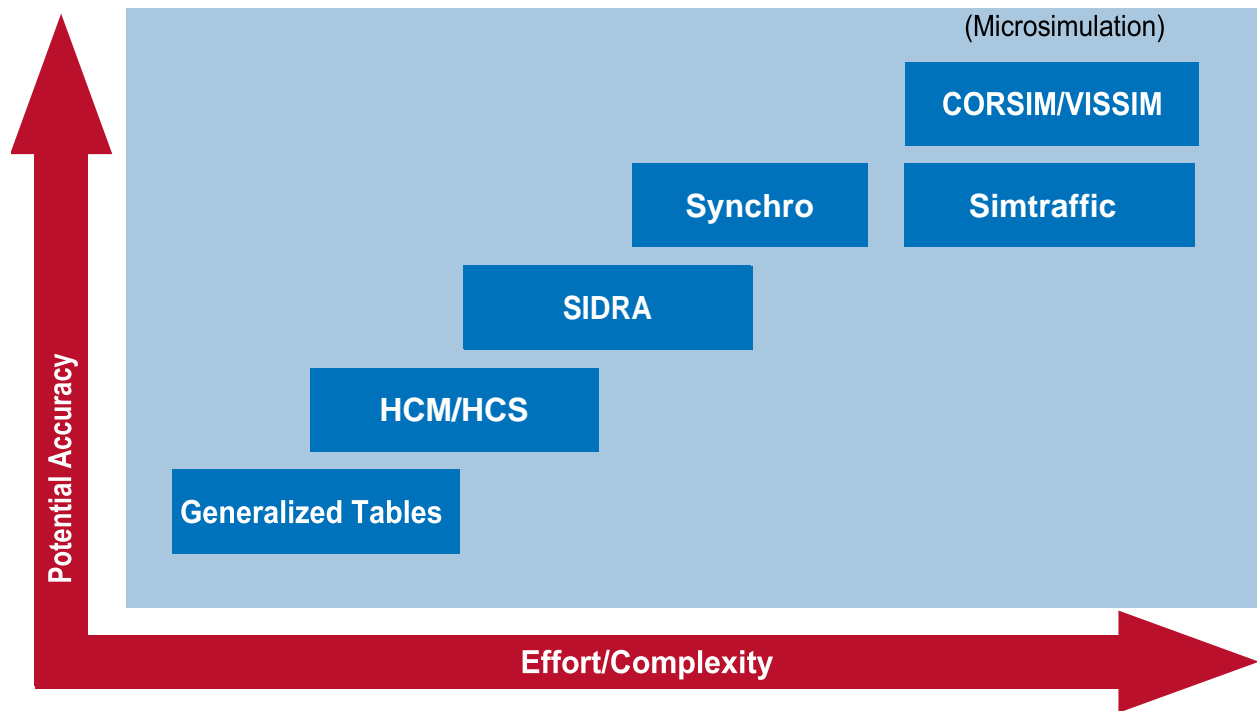 (Microsimulation)
CORSIM/VISSIM
Synchro
Simtraffic
SIDRA
HCM/HCS
Generalized Tables
Potential Accuracy
Effort/Complexity